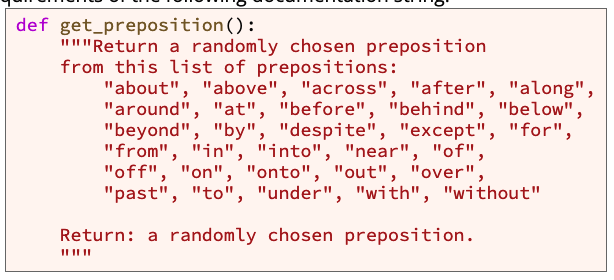 quirements of the following documentation string.
def get_preposition():
    """Return a randomly chosen preposition
    from this list of prepositions:
        "about", "above", "across", "after", "along",
        "around", "at", "before", "behind", "below",
        "beyond", "by", "despite", "except", "for",
        "from", "in", "into", "near", "of",
        "off", "on", "onto", "out", "over",
        "past", "to", "under", "with", "without"

    Return: a randomly chosen preposition.
    """